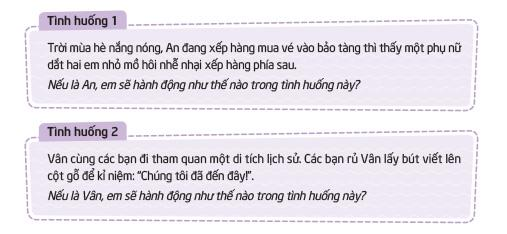 Tình huống 1
Trời mùa hè nắng nóng, An đang xếp hàng mua vé vào bảo tàng thì thấy một phụ nữ
dắt hai em nhỏ mồ hôi nhễ nhại xếp hàng phía sau.
Nếu là An, em sẽ hành động như thế nào trong tình huống này?
Tình huống 2
Vân cùng các bạn đi tham quan một di tích lịch sử. Các bạn rủ Vân lấy bút viết lên
cột gỗ để kỉ niệm: “Chúng tôi đã đến đây!”.
Nếu là Vân, em sẽ hành động như thế nào trong tình huống này?